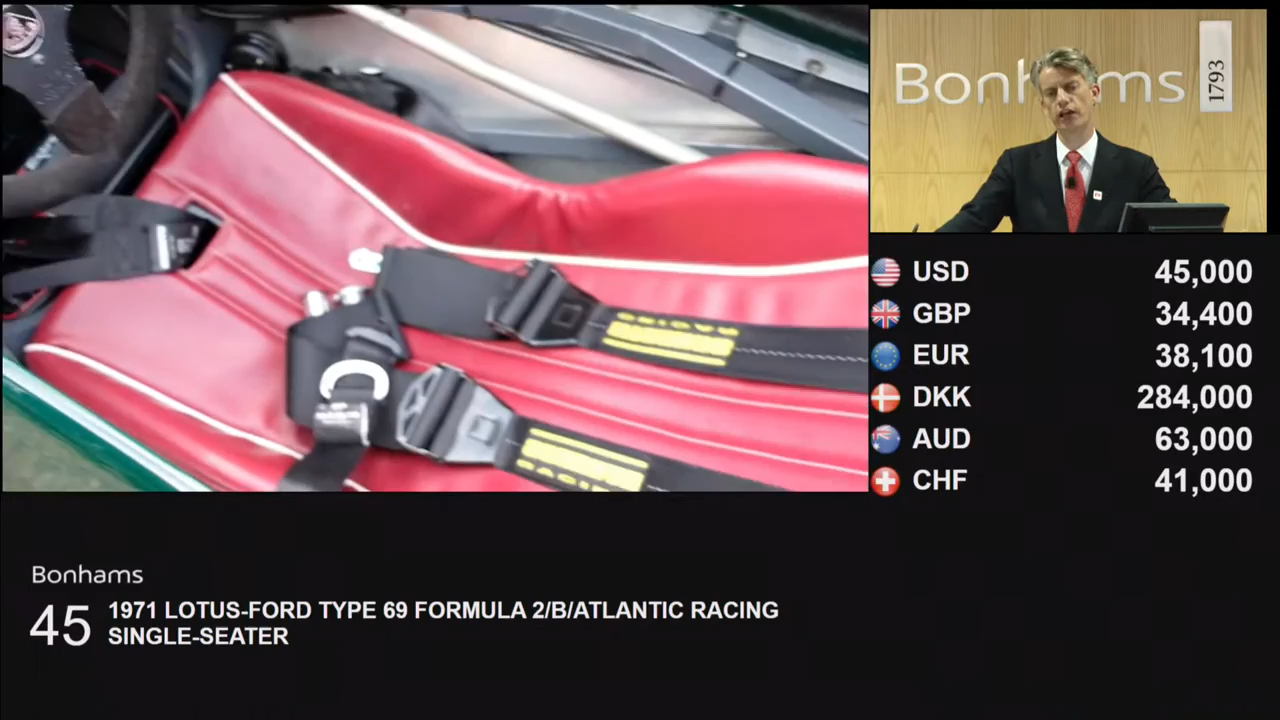 Bonhams
1793
USD 45,000
GBP 34,400
EUR 38,100
DKK 284,000
AUD 63,000
CHF 41,000
Bonhams
45
1971 LOTUS-FORD TYPE 69 FORMULA 2/B/ATLANTIC RACING
SINGLE-SEATER